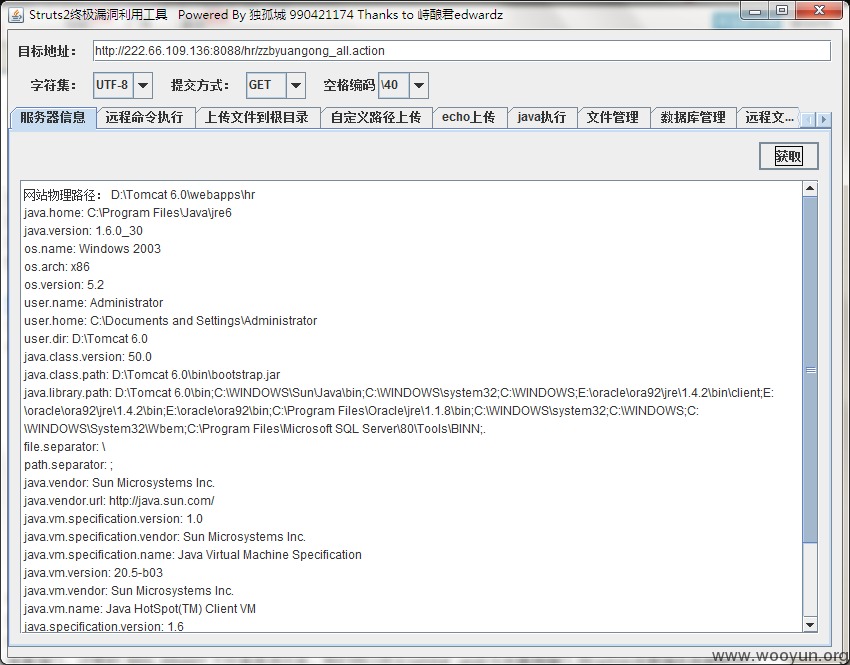 Struts2终极漏洞利用工具 Powered By 独孤城 990421174 Thanks to 峙酿君edwardz
目标地址： http://222.66.109.136:8088/hr/zzbyuangong_all.action
字符集： UTF-8 提交方式： GET 空格编码 \40
服务器信息 远程命令执行 上传文件到根目录 自定义路径上传 echo上传 java执行 文件管理 数据库管理 远程文...
获取
网站物理路径： D:\Tomcat 6.0\webapps\hr
java.home: C:\Program Files\Java\jre6
java.version: 1.6.0_30
os.name: Windows 2003
os.arch: x86
os.version: 5.2
user.name: Administrator
user.home: C:\Documents and Settings\Administrator
user.dir: D:\Tomcat 6.0
java.class.version: 50.0
java.class.path: D:\Tomcat 6.0\bin\bootstrap.jar
java.library.path: D:\Tomcat 6.0\bin;C:\WINDOWS\Sun\Java\bin;C:\WINDOWS\system32;C:\WINDOWS;E:\oracle\ora92\jre\1.4.2\bin\client;E:
\oracle\ora92\jre\1.4.2\bin;E:\oracle\ora92\bin;C:\Program Files\Oracle\jre\1.1.8\bin;C:\WINDOWS\system32;C:\WINDOWS;C:
\WINDOWS\System32\Wbem;C:\Program Files\Microsoft SQL Server\80\Tools\BINN;.
file.separator: \
path.separator: ;
java.vendor: Sun Microsystems Inc.
java.vendor.url: http://java.sun.com/
java.vm.specification.version: 1.0
java.vm.specification.vendor: Sun Microsystems Inc.
java.vm.specification.name: Java Virtual Machine Specification
java.vm.version: 20.5-b03
java.vm.vendor: Sun Microsystems Inc.
java.vm.name: Java HotSpot(TM) Client VM
java.specification.version: 1.6
www.wooyun.org